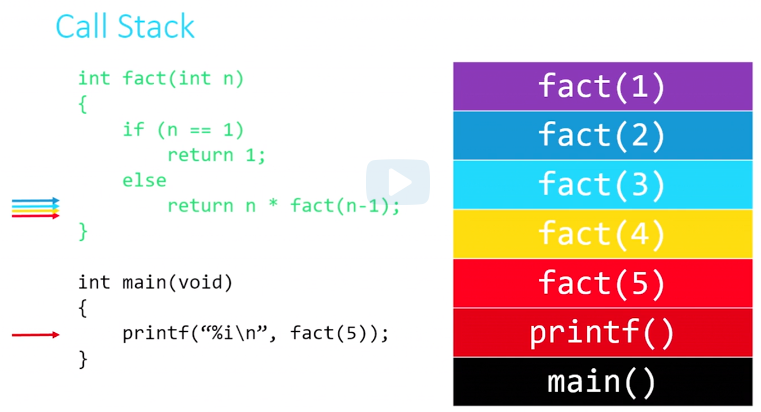 Call Stack
int fact(int n)
{
if (n == 1)
return 1;
else
return n * fact(n-1);
}
int main(void)
{
printf(“%i\n”, fact(5));
}
fact(1)
fact(2)
fact(3)
fact(4)
fact(5)
printf()
main()